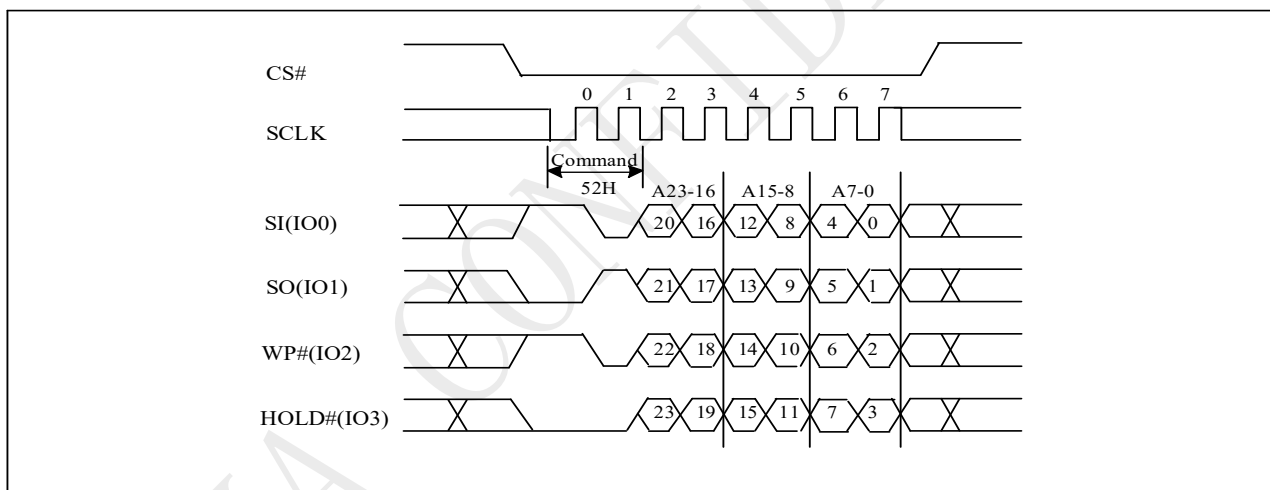 CS#
0 1 2 3 4 5 6 7
SCLK
Command
52H
A23-16 A15-8 A7-0
SI(IO0) 20 16 12 8 4 0
SO(IO1) 21 17 13 9 5 1
WP#(IO2) 22 18 14 10 6 2
HOLD#(IO3) 23 19 15 11 7 3